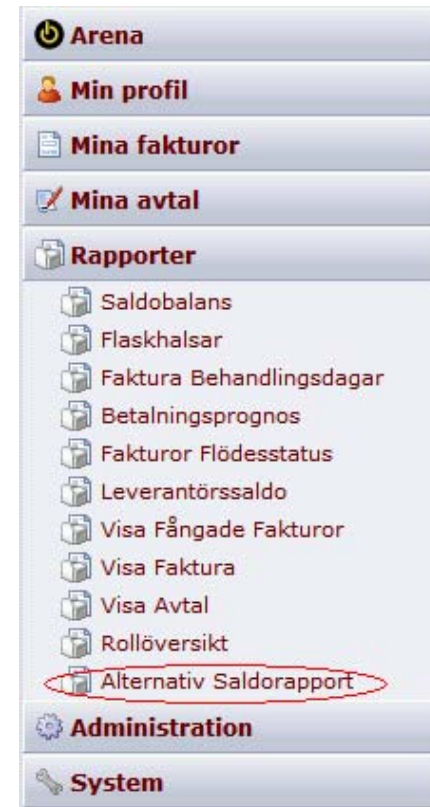 Arena
Min profil
Mina fakturor
Mina avtal
Rapporter
Saldobalans
Flaskhalsar
Faktura Behandlingsdagar
Betalningsprognos
Fakturor Flödesstatus
Leverantörssaldo
Visa Fångade Fakturor
Visa Faktura
Visa Avtal
Rollöversikt
Alternativ Saldorapport
Administration
System